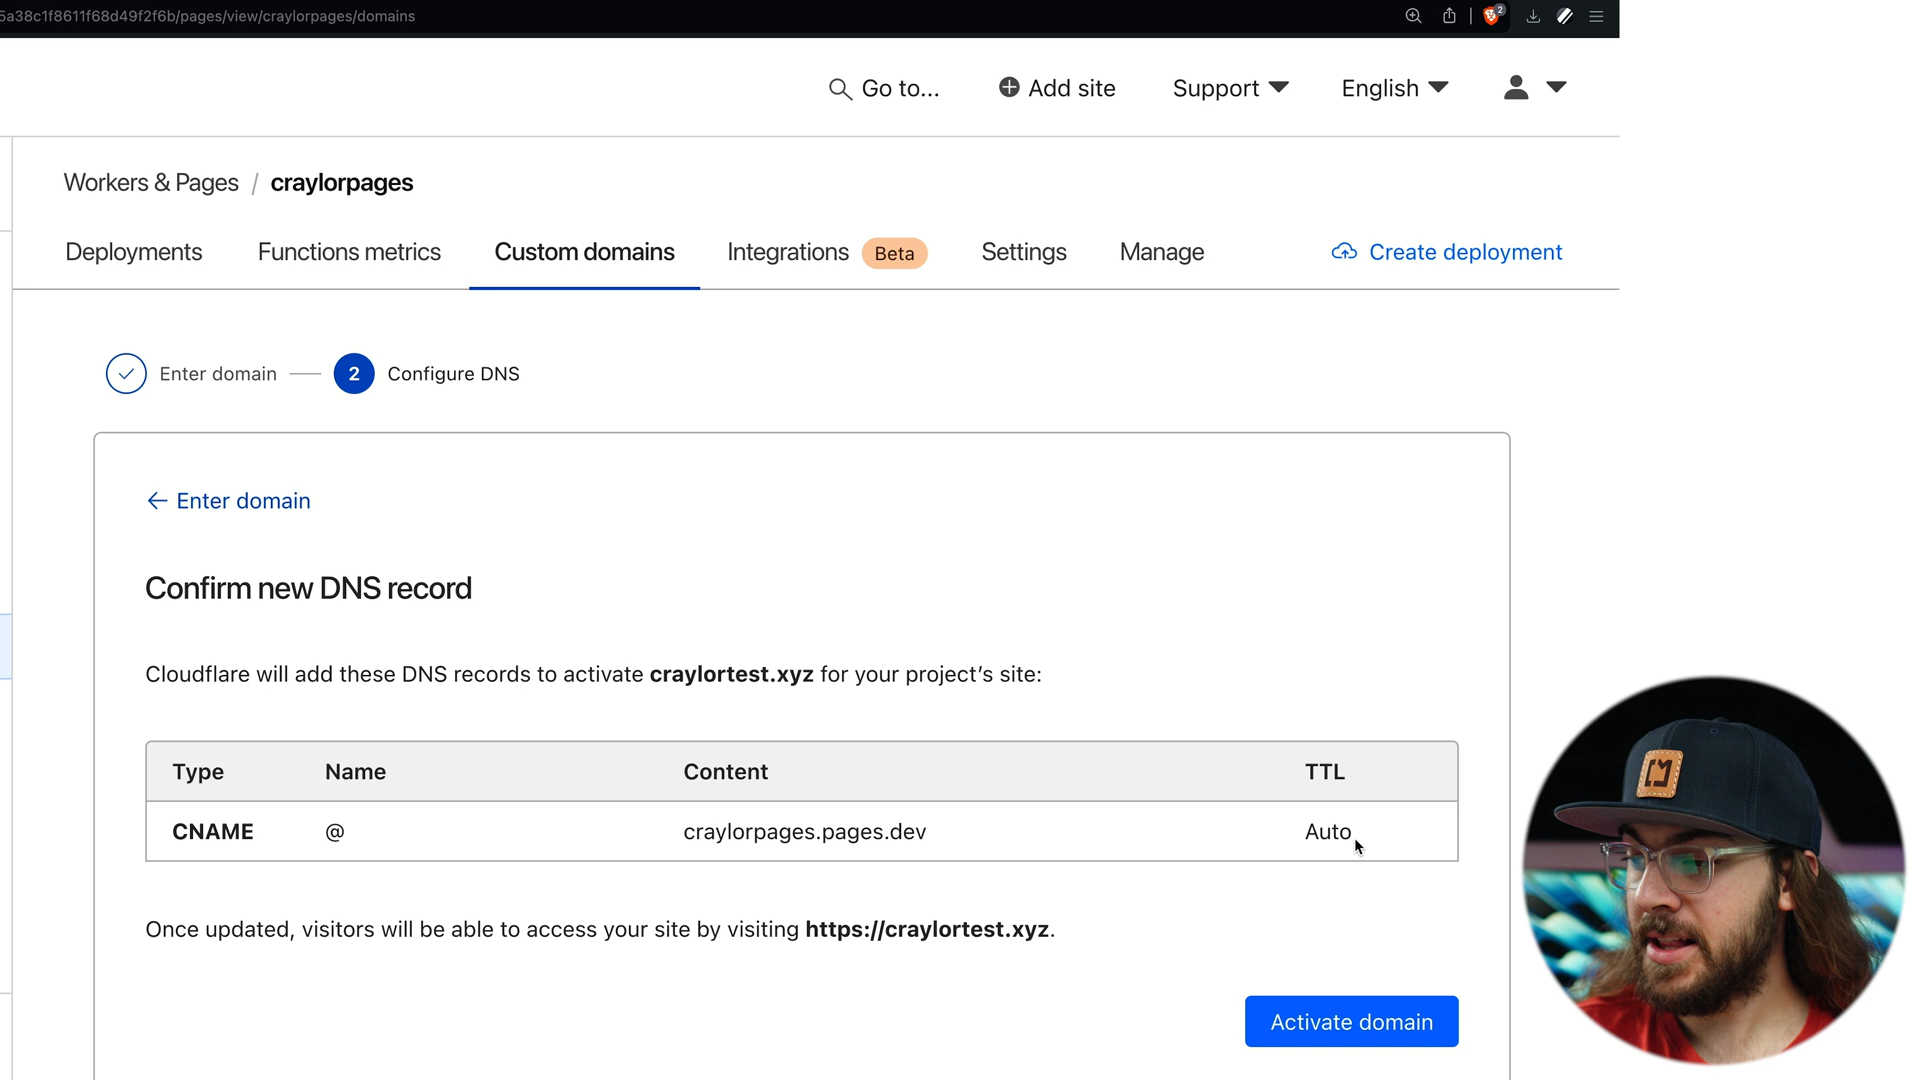 5a38c1f8611f68d49f2f6b/pages/view/craylorpages/domains
2
Go to...
Add site
Support
English
Workers & Pages / craylorpages
Deployments
Functions metrics
Custom domains
Integrations
Beta
Settings
Manage
Create deployment
Enter domain
2
Configure DNS
← Enter domain
Confirm new DNS record
Cloudflare will add these DNS records to activate craylortest.xyz for your project's site:
Type Name Content TTL
CNAME @ craylorpages.pages.dev Auto
Once updated, visitors will be able to access your site by visiting https://craylortest.xyz.
Activate domain